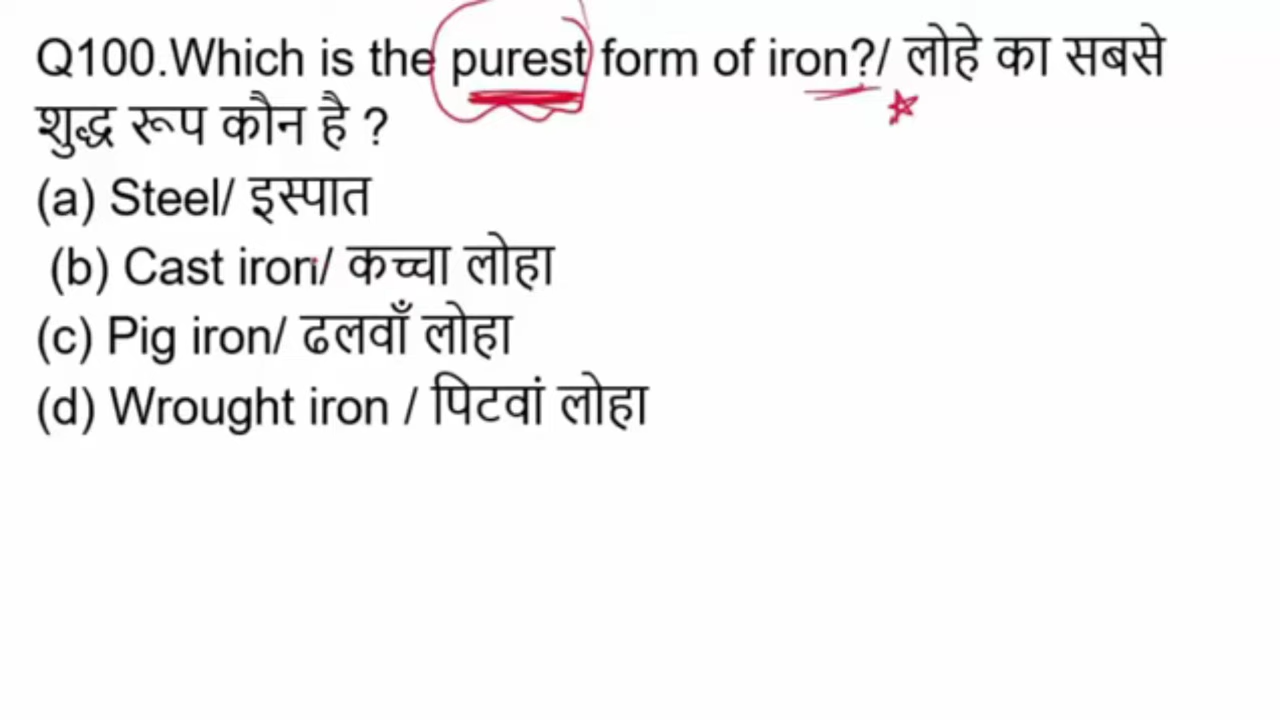 Q100.Which is the purest form of iron?/ लोहे का सबसे
शुद्ध रूप कौन है ?
(a) Steel/ इस्पात
(b) Cast iron/ कच्चा लोहा
(c) Pig iron/ ढलवाँ लोहा
(d) Wrought iron / पिटवां लोहा